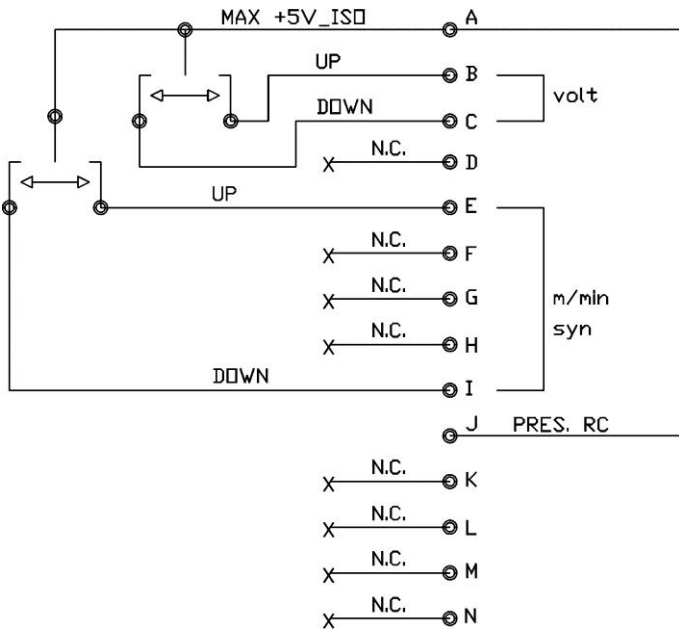 MAX +5V_ISO A
UP B
volt
DOWN C
N.C. D
UP E
N.C. F
N.C. G
m/min
syn
N.C. H
DOWN I
J PRES. RC
N.C. K
N.C. L
N.C. M
N.C. N